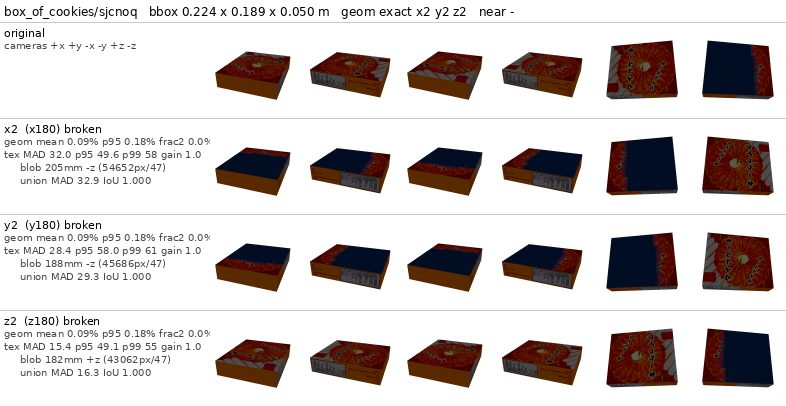 box_of_cookies/sjcnoq   bbox 0.224 x 0.189 x 0.050 m   geom exact x2 y2 z2   near -
original
cameras +x +y -x -y +z -z
x2  (x180) broken
geom mean 0.09% p95 0.18% frac2 0.0%
tex MAD 32.0 p95 49.6 p99 58 gain 1.0
blob 205mm -z (54652px/47)
union MAD 32.9 IoU 1.000
y2  (y180) broken
geom mean 0.09% p95 0.18% frac2 0.0%
tex MAD 28.4 p95 58.0 p99 61 gain 1.0
blob 188mm -z (45686px/47)
union MAD 29.3 IoU 1.000
z2  (z180) broken
geom mean 0.09% p95 0.18% frac2 0.0%
tex MAD 15.4 p95 49.1 p99 55 gain 1.0
blob 182mm +z (43062px/47)
union MAD 16.3 IoU 1.000